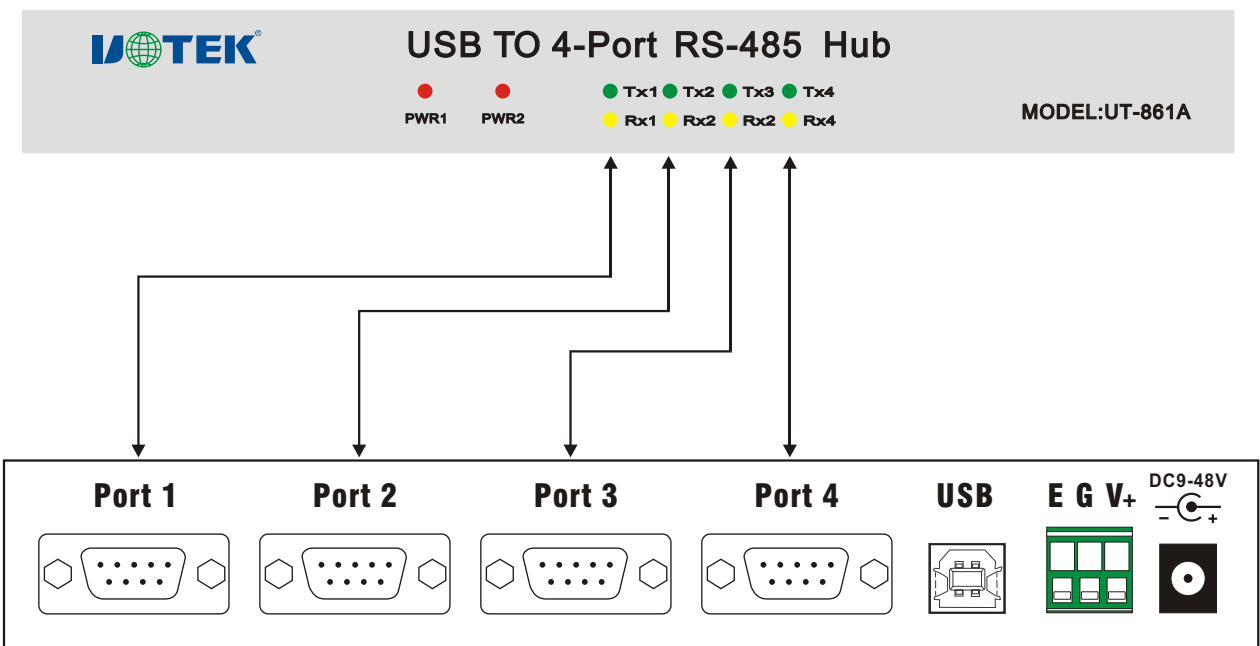 UOTEK®
USB TO 4-Port RS-485 Hub
PWR1 PWR2
Tx1 Tx2 Tx3 Tx4
Rx1 Rx2 Rx2 Rx4
MODEL:UT-861A
Port 1 Port 2 Port 3 Port 4 USB E G V+ DC9-48V
− +